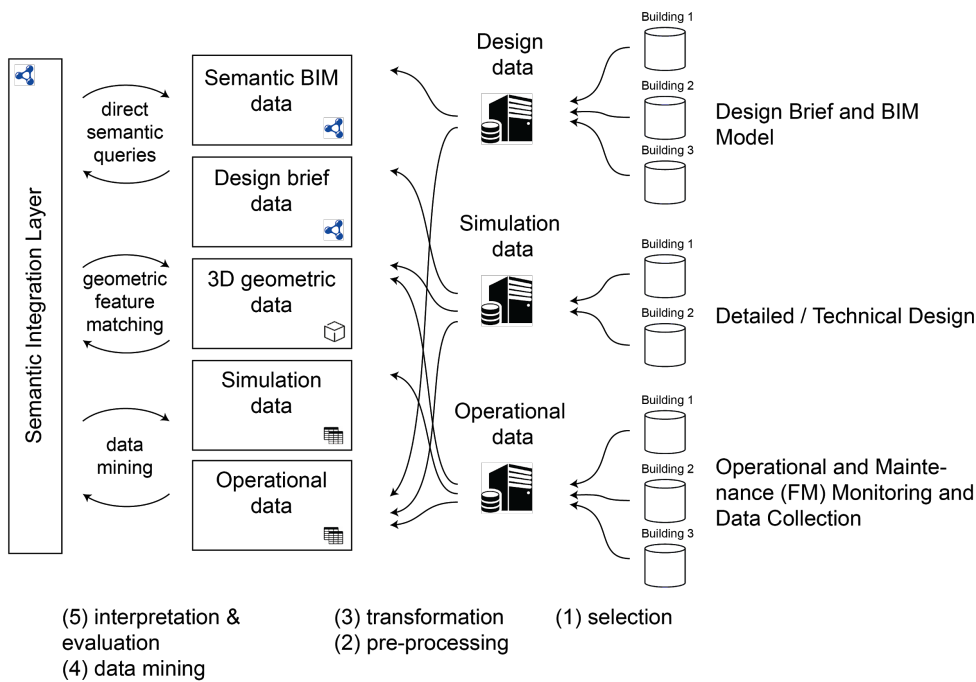 Semantic Integration Layer
direct
semantic
queries
geometric
feature
matching
data
mining
Semantic BIM
data
Design brief
data
3D geometric
data
Simulation
data
Operational
data
Design
data
Simulation
data
Operational
data
Building 1
Building 2
Building 3
Design Brief and BIM
Model
Building 1
Building 2
Detailed / Technical Design
Building 1
Building 2
Building 3
Operational and Mainte-
nance (FM) Monitoring and
Data Collection
(5) interpretation &
evaluation
(4) data mining
(3) transformation
(2) pre-processing
(1) selection